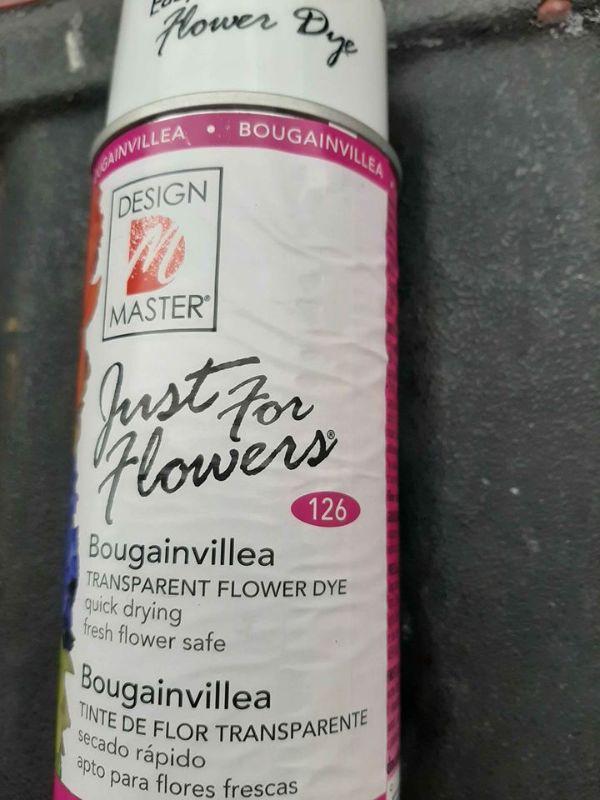 Flower Dye
BOUGAINVILLEA • BOUGAINVILLEA
DESIGN
M
MASTER®
Just For
Flowers®
126
Bougainvillea
TRANSPARENT FLOWER DYE
quick drying
fresh flower safe
Bougainvillea
TINTE DE FLOR TRANSPARENTE
secado rápido
apto para flores frescas